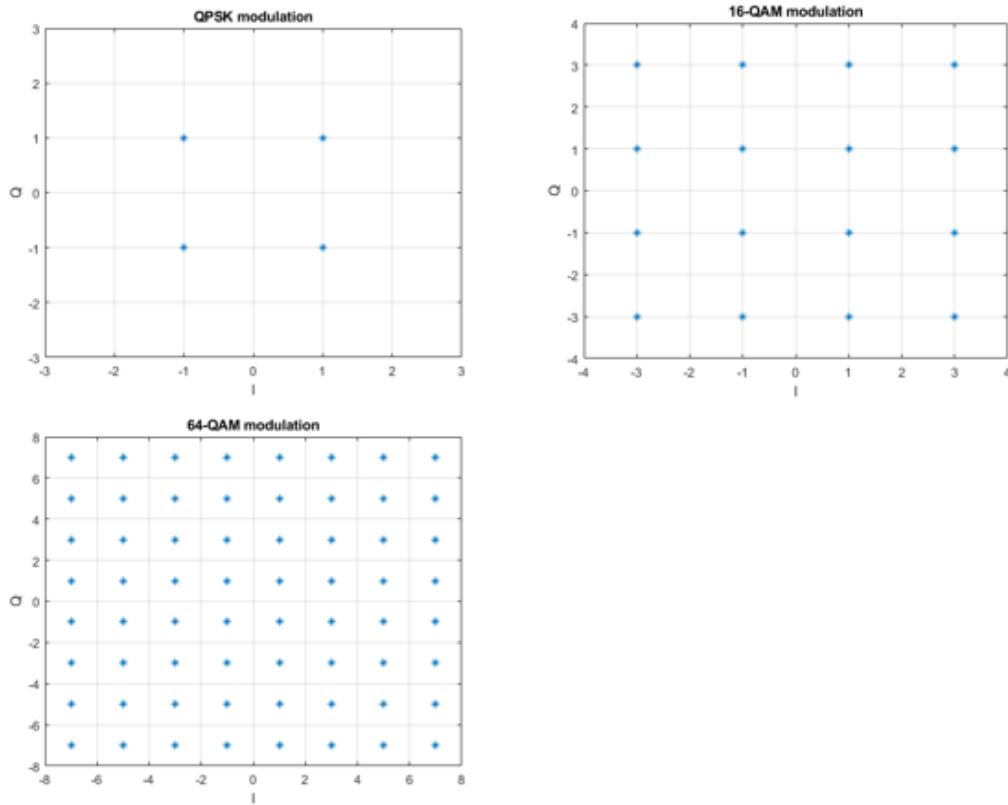 QPSK modulation
3
2
1
0
-1
-2
-3
Q
-3 -2 -1 0 1 2 3
I
16-QAM modulation
4
3
2
1
0
-1
-2
-3
-4
Q
-4 -3 -2 -1 0 1 2 3 4
I
64-QAM modulation
8
6
4
2
0
-2
-4
-6
-8
Q
-8 -6 -4 -2 0 2 4 6 8
I